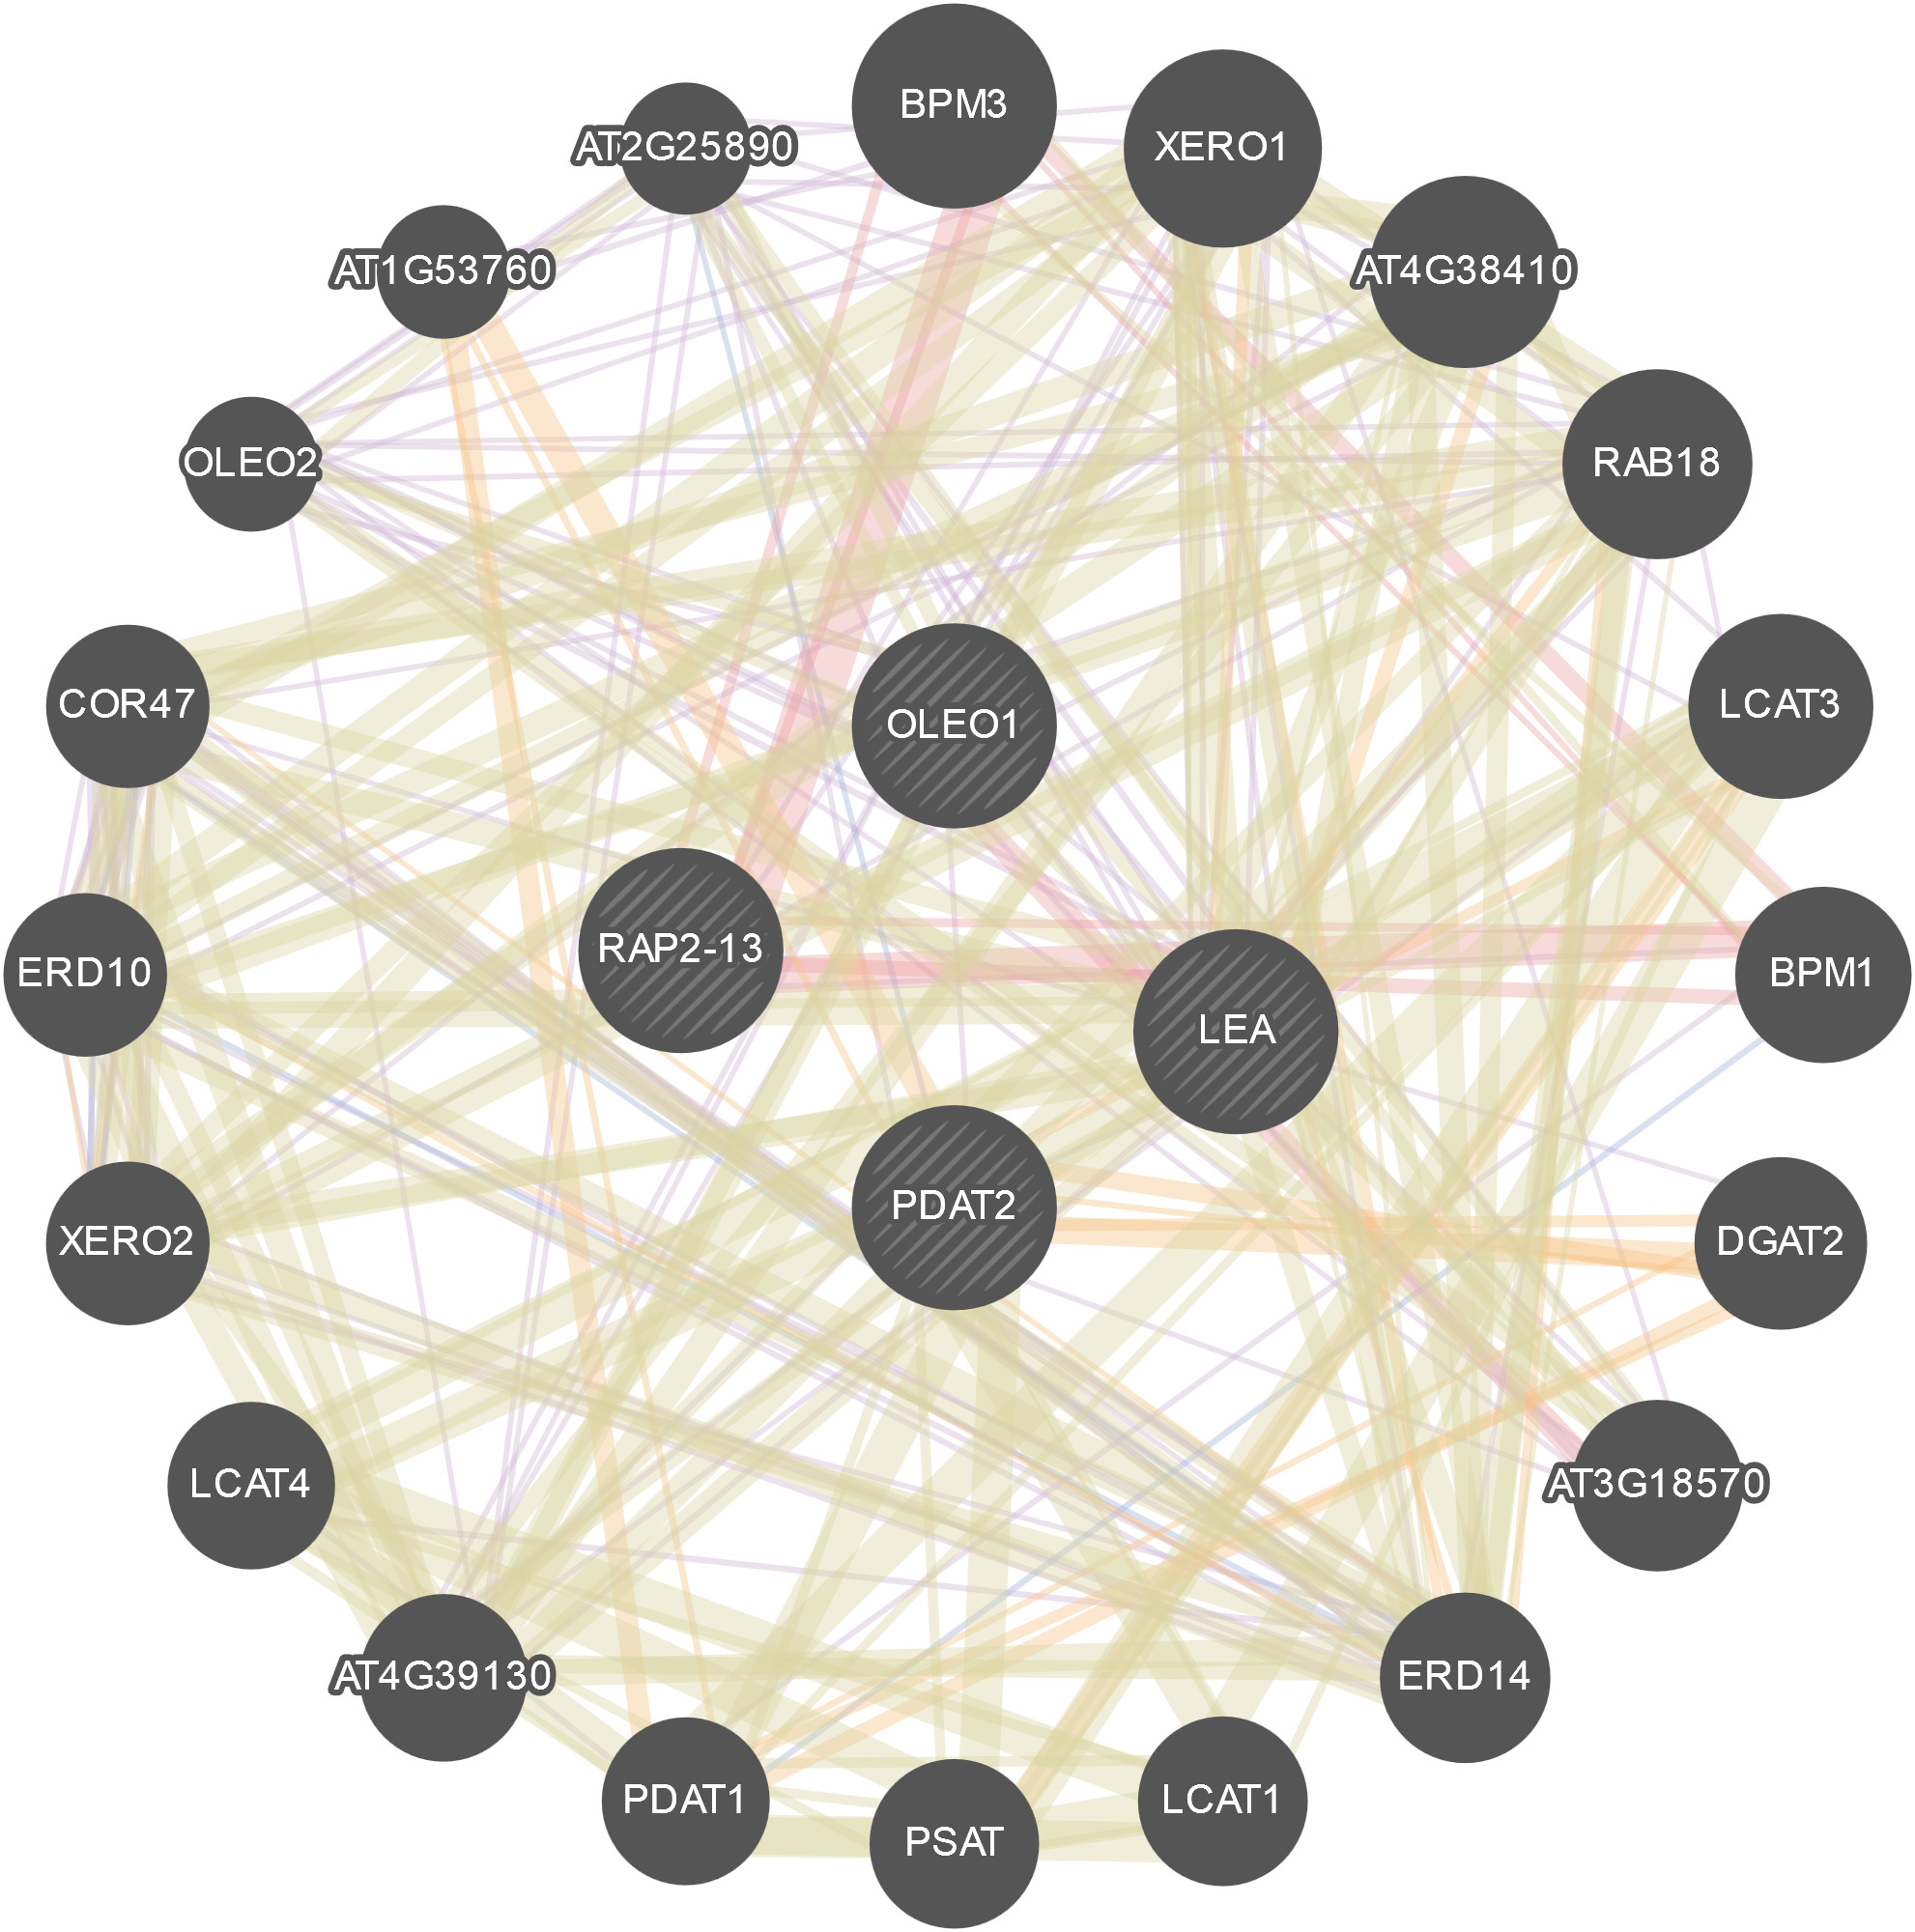 BPM3
XERO1
AT2G25890
AT4G38410
AT1G53760
RAB18
OLEO2
LCAT3
COR47
OLEO1
RAP2-13
BPM1
ERD10
LEA
PDAT2
DGAT2
XERO2
AT3G18570
LCAT4
ERD14
AT4G39130
PDAT1
LCAT1
PSAT